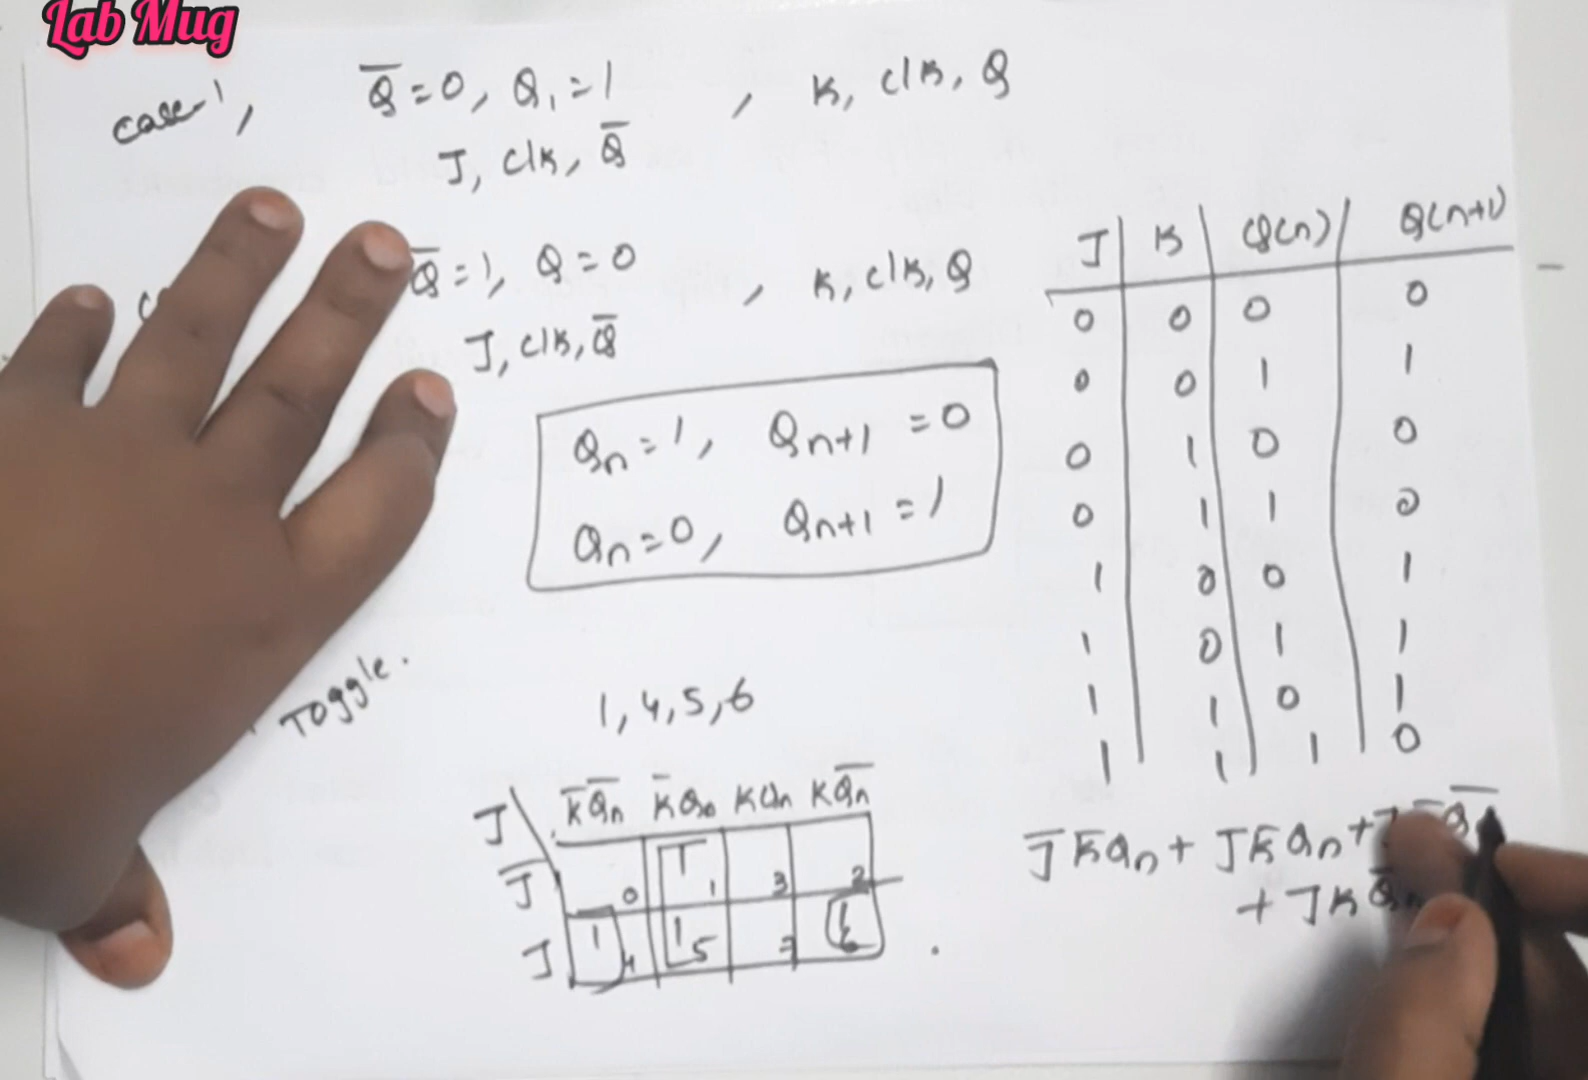 Lab Mug
case 1, Q̅ = 0, Q, = 1 , K, clk, Q
J, clk, Q̅
Q̅ = 1, Q = 0 , K, clk, Q
J, clk, Q̅
Qn = 1, Qn+1 = 0
Qn = 0, Qn+1 = 1
Toggle.
1, 4, 5, 6
J K̅Q̅n K̅Qn KQn KQ̅n
J̅ 0 1 1 3 2
J 1 4 1 5 7 1 6
J K Q(n) Q(n+1)
0 0 0 0
0 0 1 1
0 1 0 0
0 1 1 0
1 0 0 1
1 0 1 1
1 1 0 1
1 1 1 0
J̅K̅Qn + JK̅Qn +
+ JKQ̅